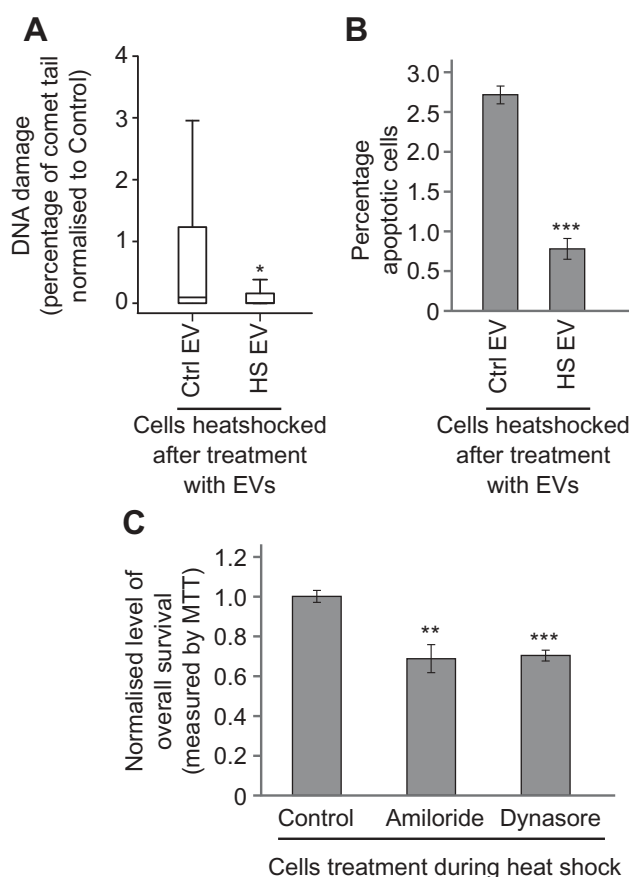 A
DNA damage
(percentage of comet tail
normalised to Control)
4
3
2
1
0
*
Ctrl EV
HS EV
Cells heatshocked
after treatment
with EVs
B
Percentage
apoptotic cells
3.0
2.5
2.0
1.5
1.0
0.5
0
***
Ctrl EV
HS EV
Cells heatshocked
after treatment
with EVs
C
Normalised level of
overall survival
(measured by MTT)
1.2
1.0
0.8
0.6
0.4
0.2
0
**
***
Control Amiloride Dynasore
Cells treatment during heat shock